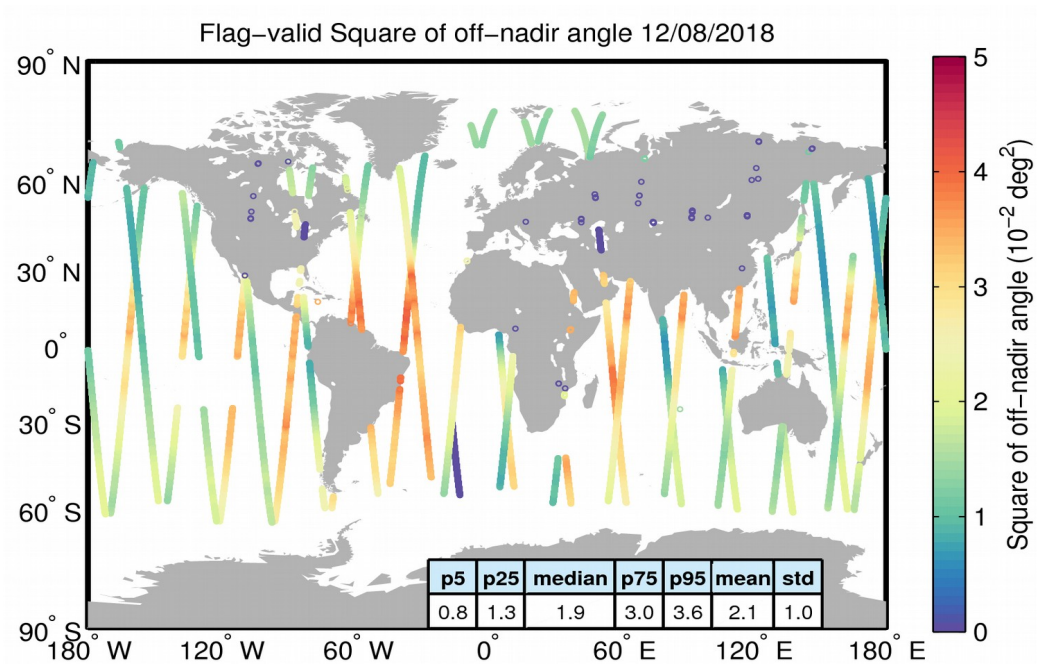 Flag−valid Square of off−nadir angle 12/08/2018
90° N
60° N
30° N
0°
30° S
60° S
90° S
180° W
120° W
60° W
0°
60° E
120° E
180° E
p5 p25 median p75 p95 mean std
0.8 1.3 1.9 3.0 3.6 2.1 1.0
5
4
3
2
1
0
Square of off−nadir angle (10−2 deg2)